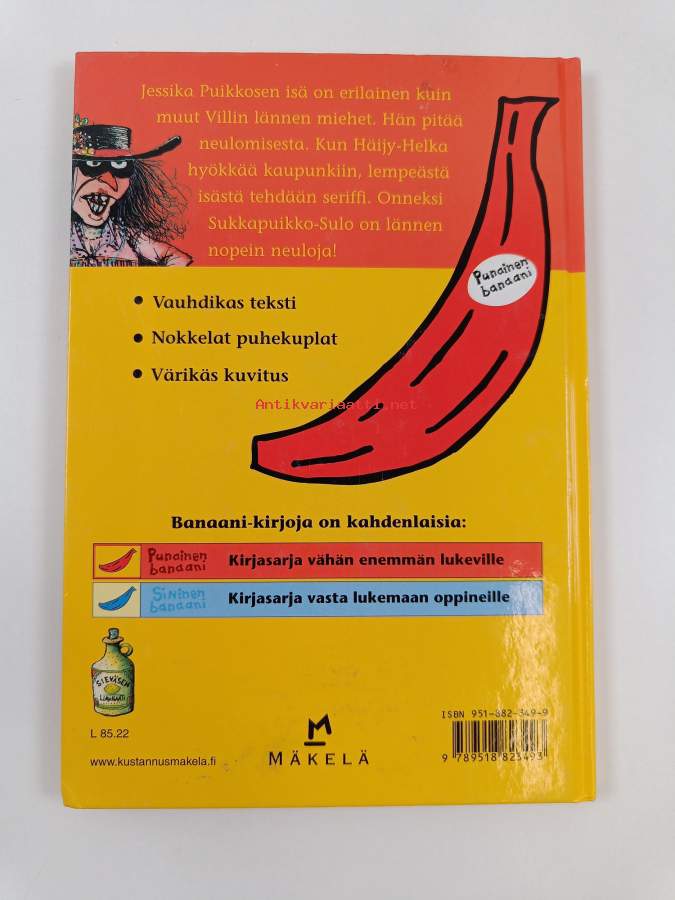 Jessika Puikkosen isä on erilainen kuin
muut Villin lännen miehet. Hän pitää
neulomisesta. Kun Häijy-Helka
hyökkää kaupunkiin, lempeästä
isästä tehdään seriffi. Onneksi
Sukkapuikko-Sulo on lännen
nopein neuloja!
Punainen
banaani
• Vauhdikas teksti
• Nokkelat puhekuplat
• Värikäs kuvitus
Antikvariaatti.net
Banaani-kirjoja on kahdenlaisia:
Punainen
banaani
Kirjasarja vähän enemmän lukeville
Sininen
banaani
Kirjasarja vasta lukemaan oppineille
SIEVÄSEN
L 85.22
www.kustannusmakela.fi
M
MÄKELÄ
ISBN 951-882-349-9
9 789518 823493